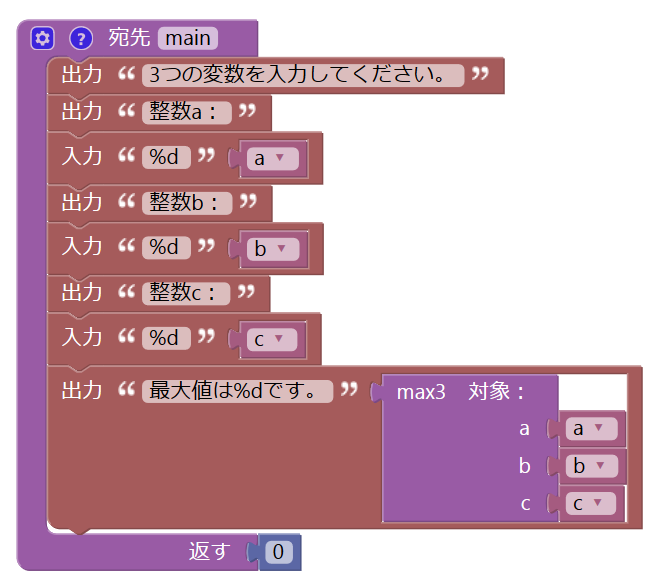 ? 宛先 main
出力 “ 3つの変数を入力してください。 ”
出力 “ 整数a： ”
入力 “ %d ” a
出力 “ 整数b： ”
入力 “ %d ” b
出力 “ 整数c： ”
入力 “ %d ” c
出力 “ 最大値は%dです。 ” max3 対象：
a a
b b
c c
返す 0